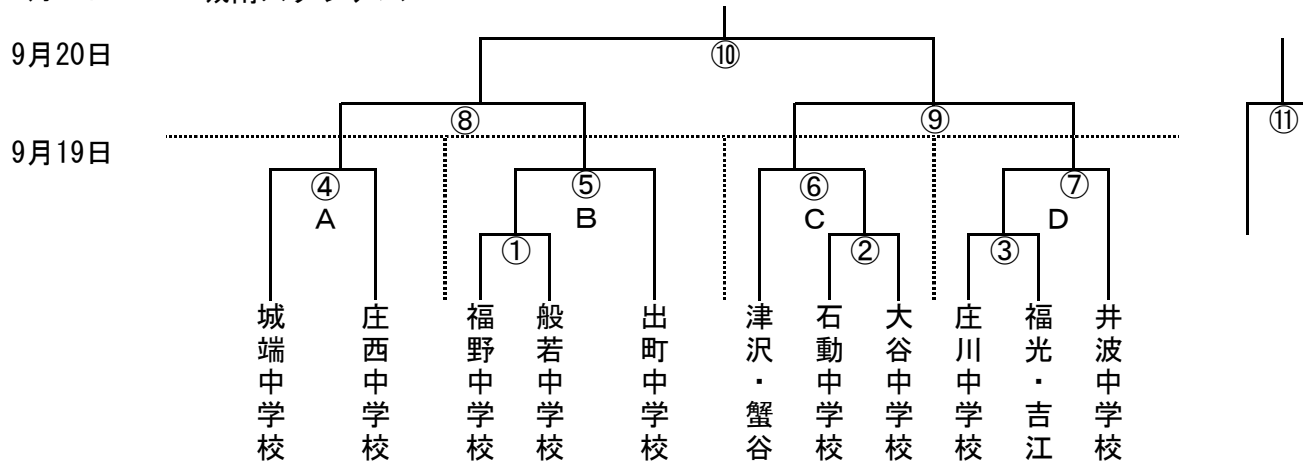 9月20日
⑩
⑧
⑨
⑪
9月19日
④
⑤
⑥
⑦
A
B
C
D
①
②
③
城端中学校
庄西中学校
福野中学校
般若中学校
出町中学校
津沢・蟹谷
石動中学校
大谷中学校
庄川中学校
福光・吉江
井波中学校